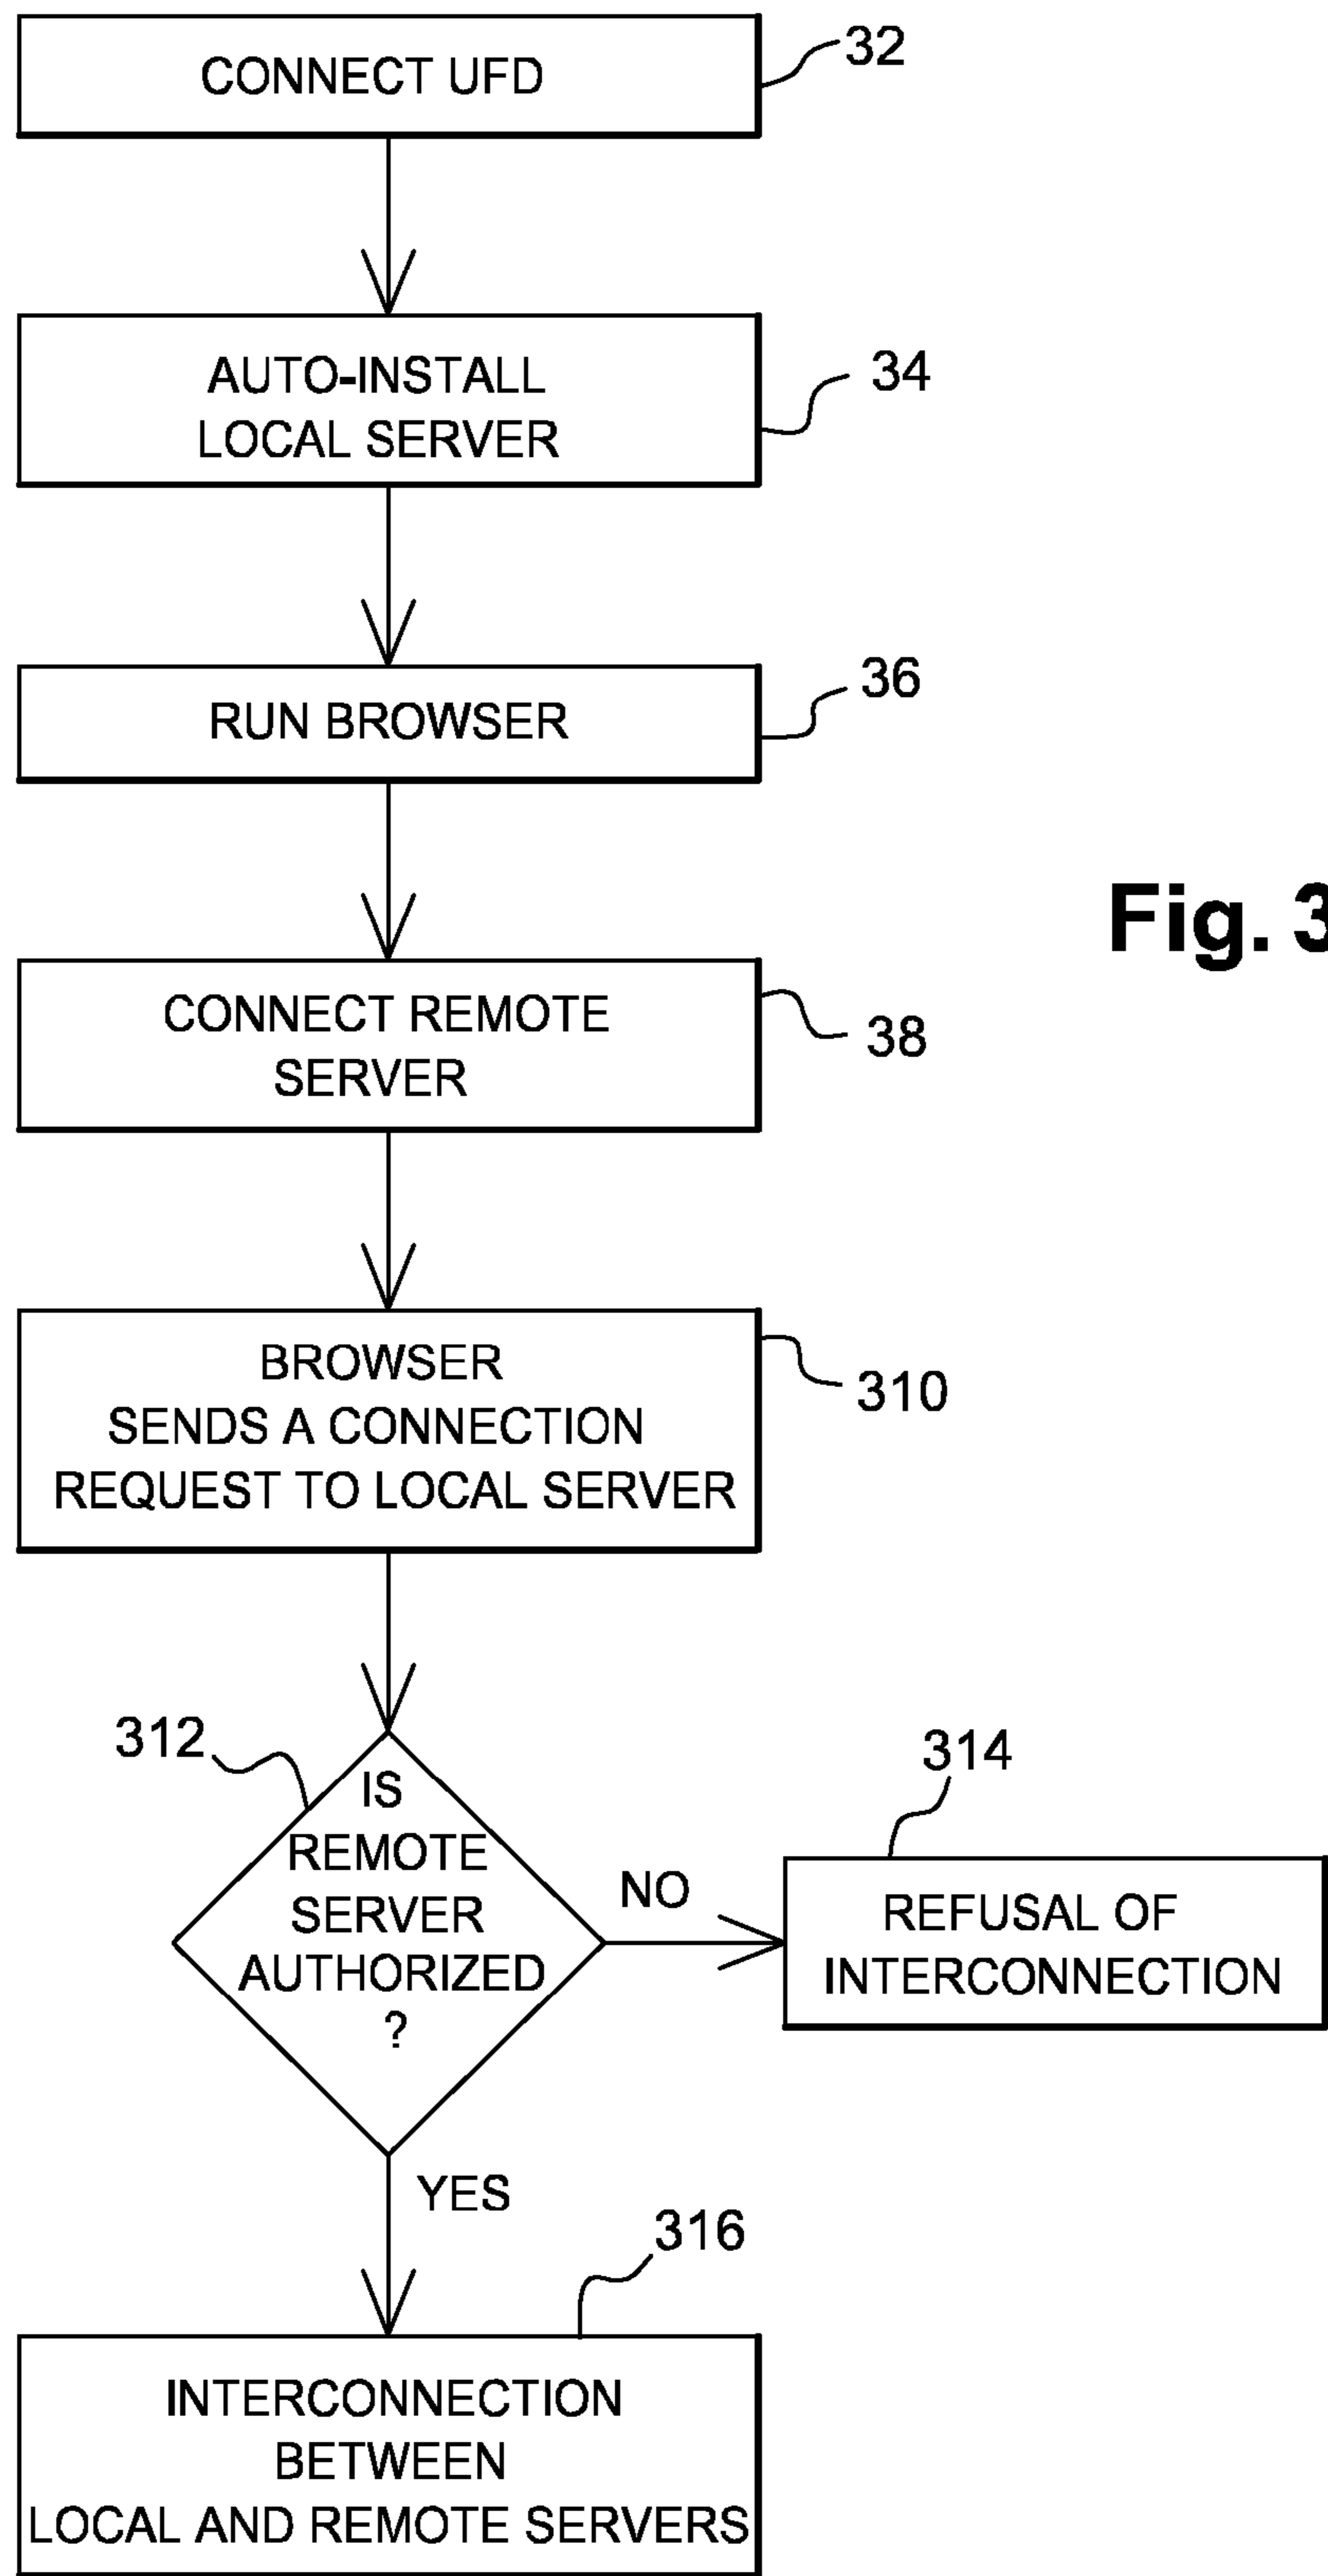 CONNECT UFD
32
AUTO-INSTALL
LOCAL SERVER
34
RUN BROWSER
36
Fig. 3
CONNECT REMOTE
SERVER
38
BROWSER
SENDS A CONNECTION
REQUEST TO LOCAL SERVER
310
312
IS
REMOTE
SERVER
AUTHORIZED
?
NO
314
REFUSAL OF
INTERCONNECTION
YES
316
INTERCONNECTION
BETWEEN
LOCAL AND REMOTE SERVERS